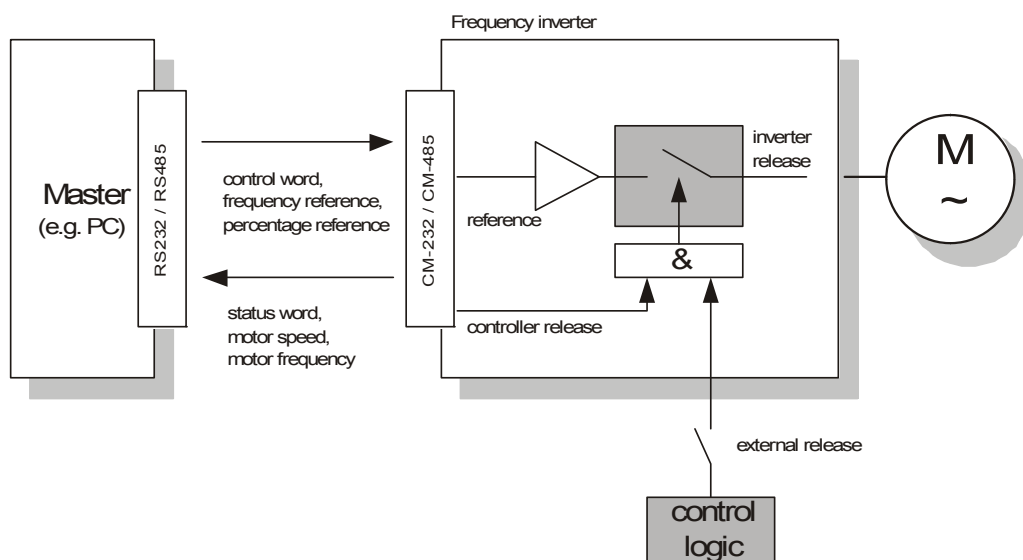 Frequency inverter
Master
(e.g. PC)
RS232 / RS485
control word,
frequency reference,
percentage reference
status word,
motor speed,
motor frequency
CM-232 / CM-485
reference
controller release
inverter
release
&
M
~
external release
control
logic